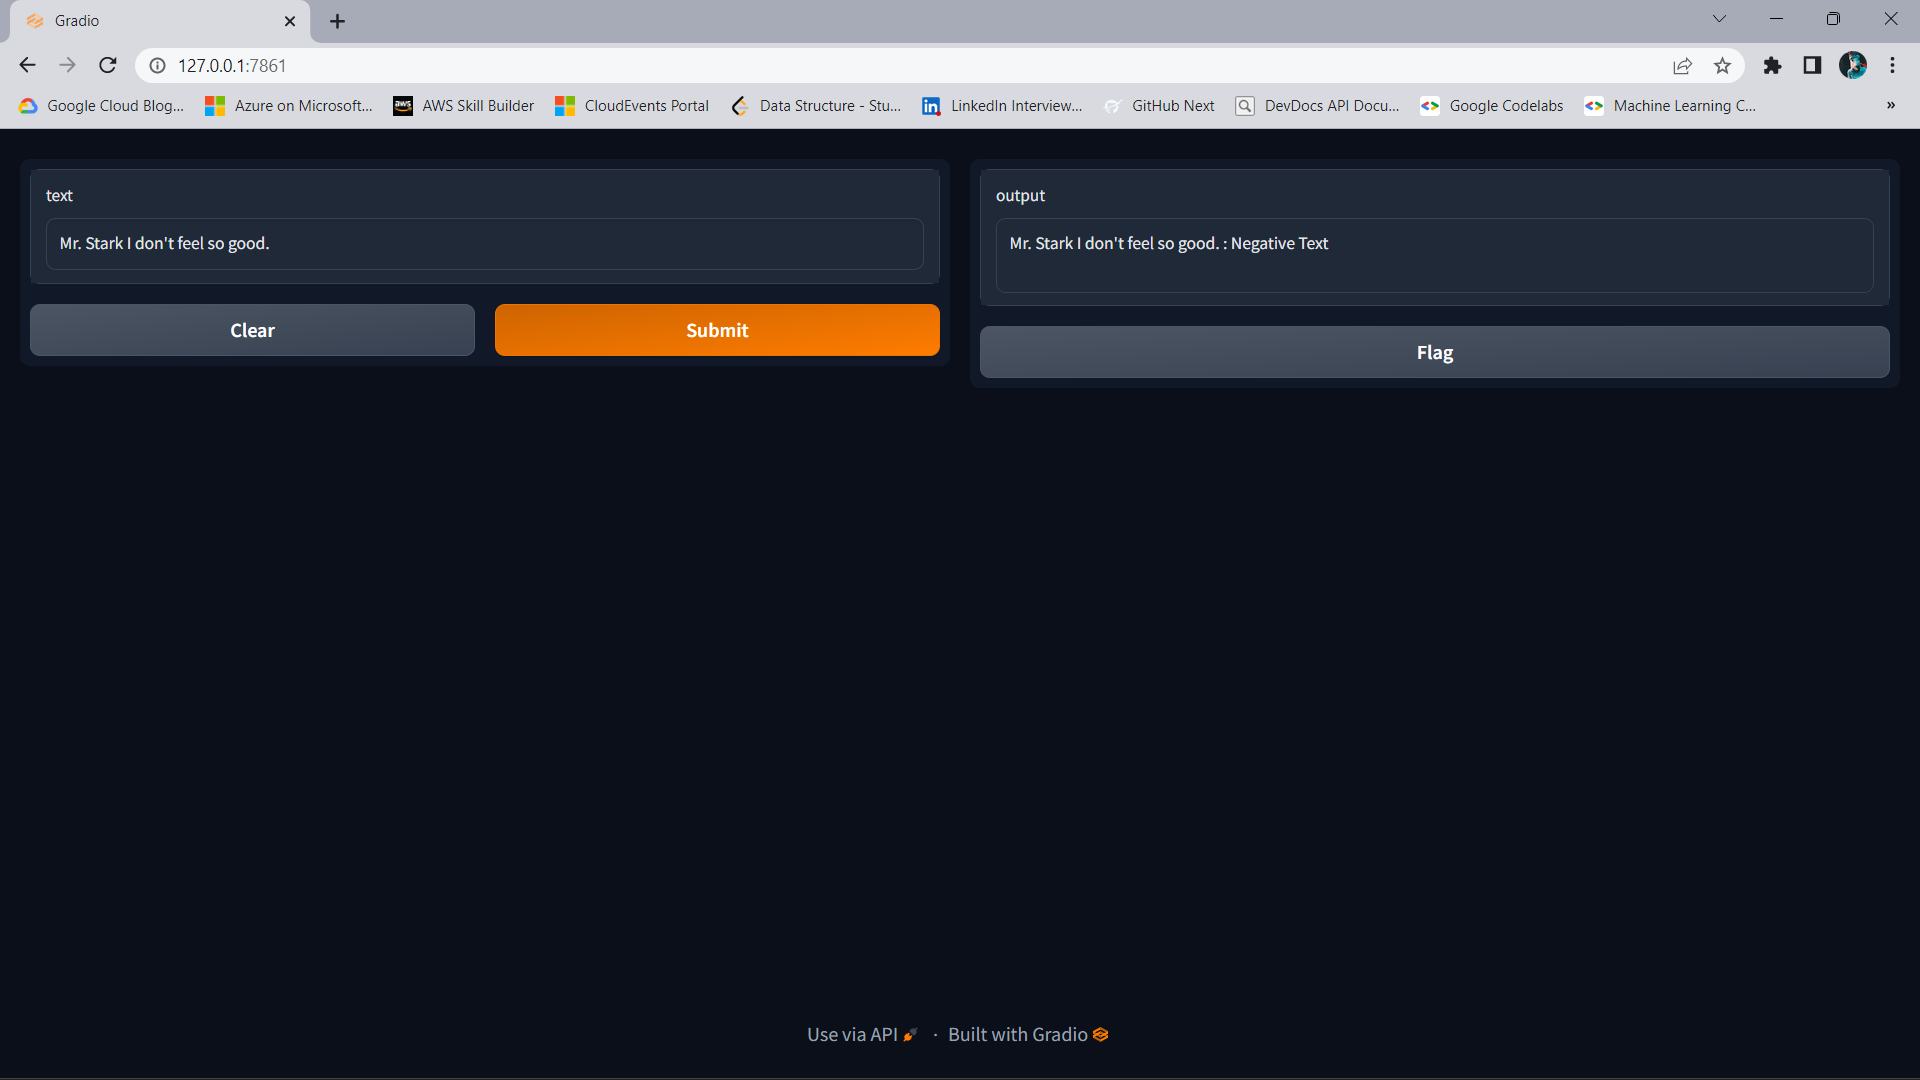 Gradio
127.0.0.1:7861
Google Cloud Blog...
Azure on Microsoft...
aws
AWS Skill Builder
CloudEvents Portal
Data Structure - Stu...
in
LinkedIn Interview...
GitHub Next
DevDocs API Docu...
Google Codelabs
Machine Learning C...
»
text
Mr. Stark I don't feel so good.
Clear
Submit
output
Mr. Stark I don't feel so good. : Negative Text
Flag
Use via API · Built with Gradio